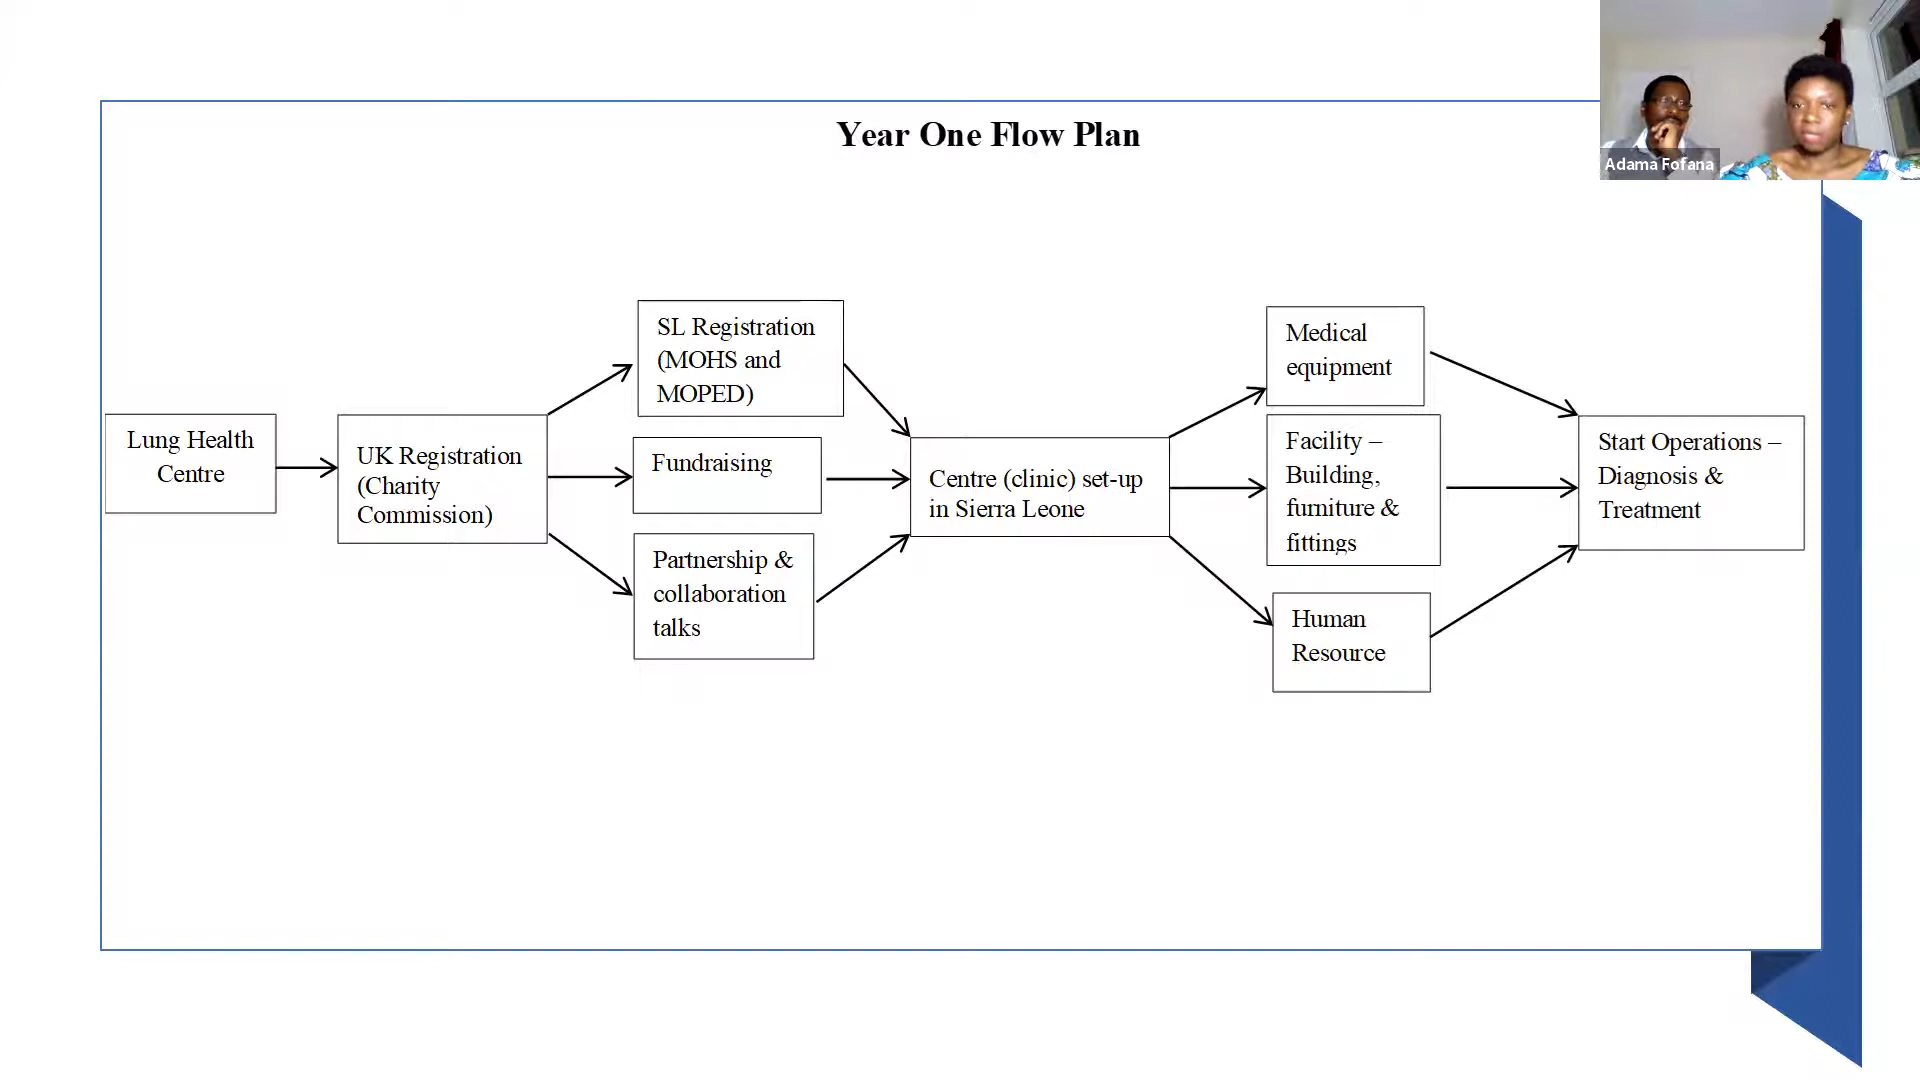 Year One Flow Plan
Adama Fofana
Lung Health
Centre
UK Registration
(Charity
Commission)
SL Registration
(MOHS and
MOPED)
Fundraising
Partnership &
collaboration
talks
Centre (clinic) set-up
in Sierra Leone
Medical
equipment
Facility –
Building,
furniture &
fittings
Human
Resource
Start Operations –
Diagnosis &
Treatment